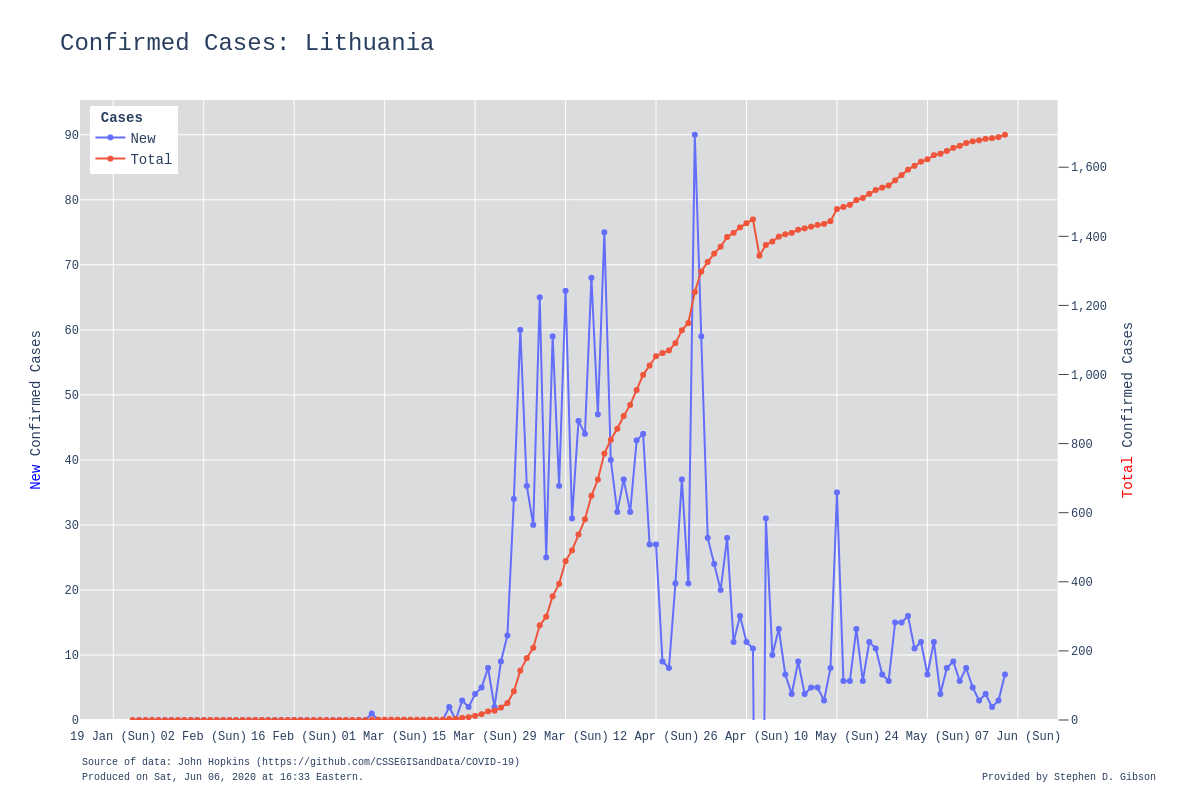 Confirmed Cases: Lithuania
Cases
New
Total
90
80
70
60
50
40
30
20
10
0
New Confirmed Cases
1,600
1,400
1,200
1,000
800
600
400
200
0
Total Confirmed Cases
19 Jan (Sun) 02 Feb (Sun) 16 Feb (Sun) 01 Mar (Sun) 15 Mar (Sun) 29 Mar (Sun) 12 Apr (Sun) 26 Apr (Sun) 10 May (Sun) 24 May (Sun) 07 Jun (Sun)
Source of data: John Hopkins (https://github.com/CSSEGISandData/COVID-19)
Produced on Sat, Jun 06, 2020 at 16:33 Eastern.
Provided by Stephen D. Gibson